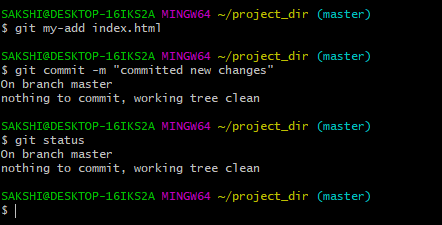 SAKSHI@DESKTOP-16IKS2A MINGW64 ~/project_dir (master)
$ git my-add index.html
SAKSHI@DESKTOP-16IKS2A MINGW64 ~/project_dir (master)
$ git commit -m "committed new changes"
On branch master
nothing to commit, working tree clean
SAKSHI@DESKTOP-16IKS2A MINGW64 ~/project_dir (master)
$ git status
On branch master
nothing to commit, working tree clean
SAKSHI@DESKTOP-16IKS2A MINGW64 ~/project_dir (master)
$